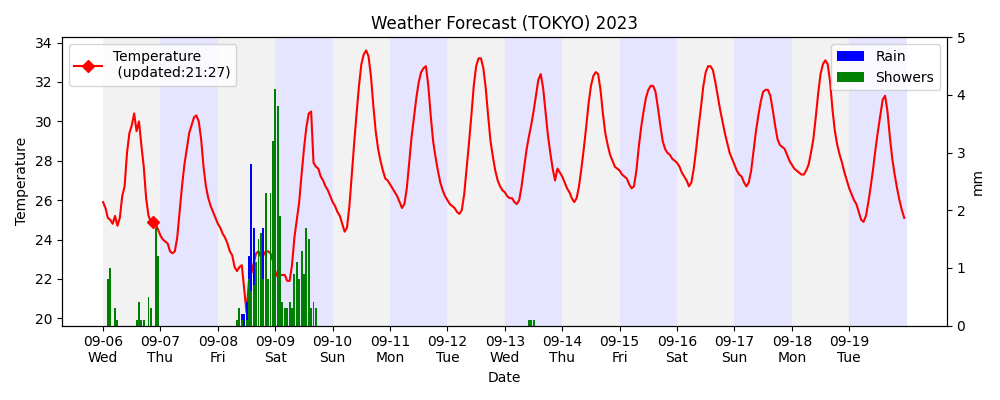 Weather Forecast (TOKYO) 2023
Temperature
(updated:21:27)
Rain
Showers
Temperature
34
32
30
28
26
24
22
20
5
4
3
2
1
0
mm
09-06 09-07 09-08 09-09 09-10 09-11 09-12 09-13 09-14 09-15 09-16 09-17 09-18 09-19
Wed Thu Fri Sat Sun Mon Tue Wed Thu Fri Sat Sun Mon Tue
Date